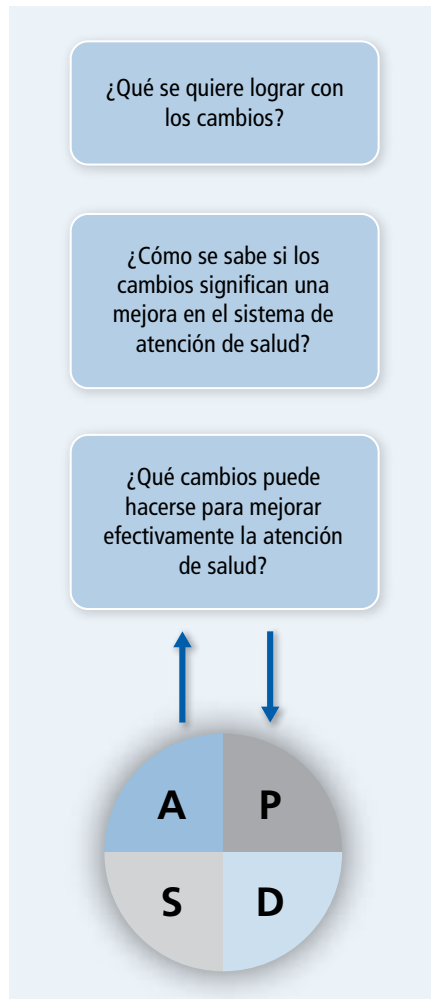 ¿Qué se quiere lograr con
los cambios?
¿Cómo se sabe si los
cambios significan una
mejora en el sistema de
atención de salud?
¿Qué cambios puede
hacerse para mejorar
efectivamente la atención
de salud?
A P
S D